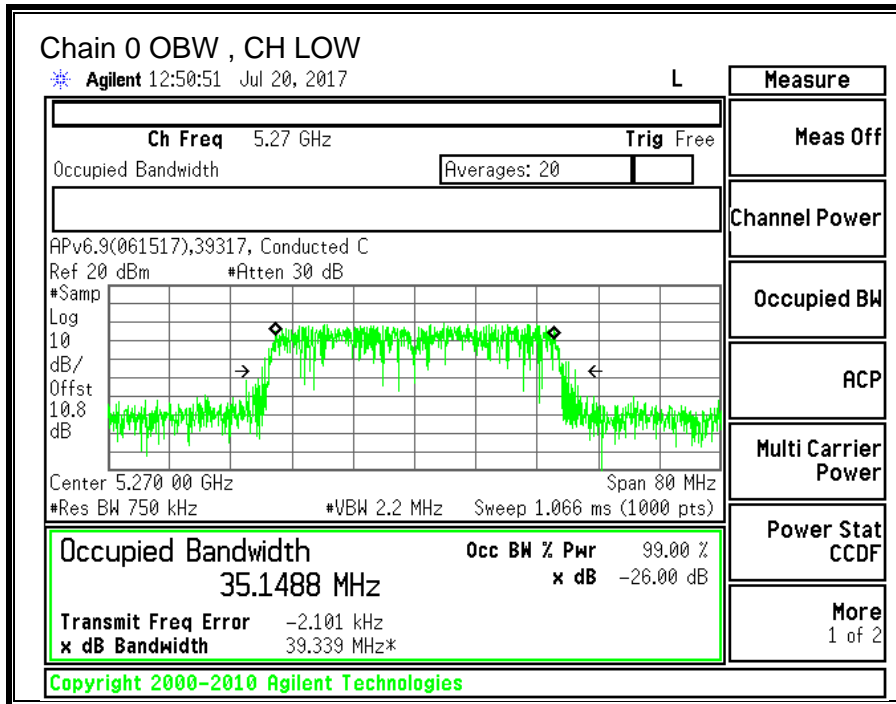 Chain 0 OBW , CH LOW
Agilent 12:50:51 Jul 20, 2017 L
Measure
Ch Freq 5.27 GHz Trig Free
Occupied Bandwidth Averages: 20
APv6.9(061517),39317, Conducted C
Ref 20 dBm #Atten 30 dB
#Samp
Log
10
dB/
Offst
10.8
dB
Center 5.270 00 GHz Span 80 MHz
#Res BW 750 kHz #VBW 2.2 MHz Sweep 1.066 ms (1000 pts)
Occupied Bandwidth Occ BW % Pwr 99.00 %
35.1488 MHz x dB -26.00 dB
Transmit Freq Error -2.101 kHz
x dB Bandwidth 39.339 MHz*
Copyright 2000-2010 Agilent Technologies
Meas Off
Channel Power
Occupied BW
ACP
Multi Carrier
Power
Power Stat
CCDF
More
1 of 2